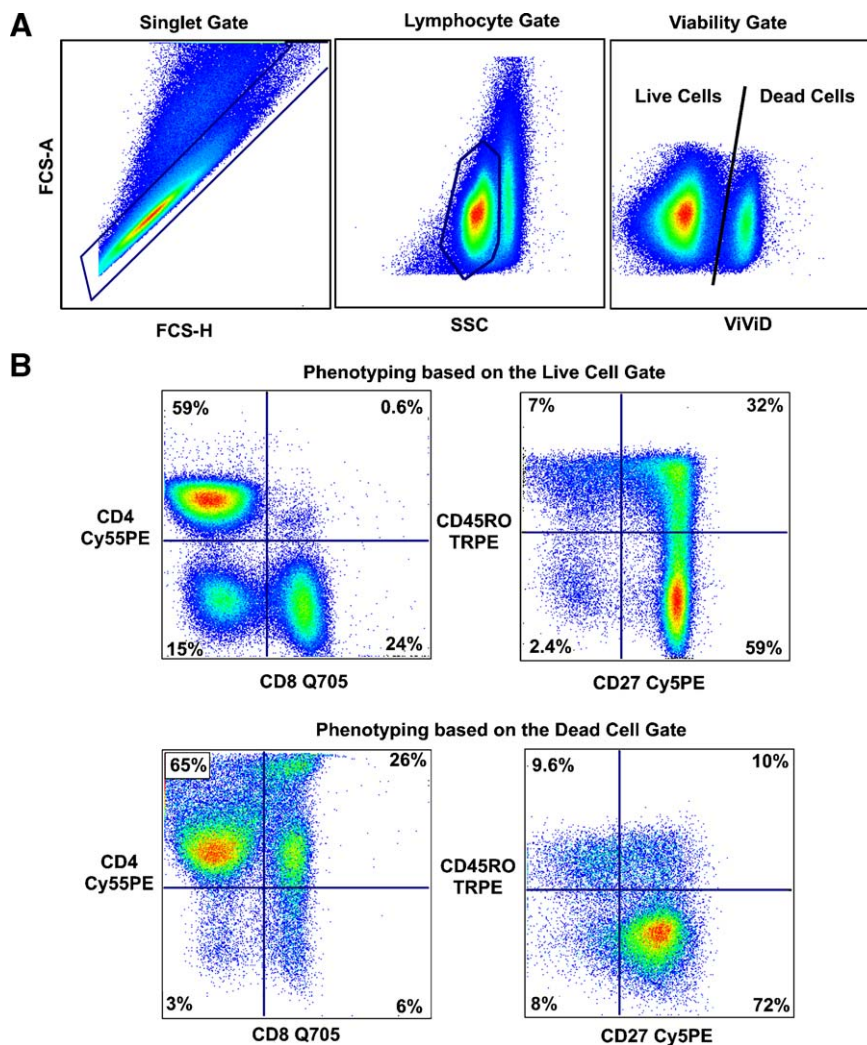 A
Singlet Gate
Lymphocyte Gate
Viability Gate
Live Cells
Dead Cells
FCS-A
FCS-H
SSC
ViViD
B
Phenotyping based on the Live Cell Gate
59%
0.6%
7%
32%
CD4
Cy55PE
CD45RO
TRPE
15%
24%
2.4%
59%
CD8 Q705
CD27 Cy5PE
Phenotyping based on the Dead Cell Gate
65%
26%
9.6%
10%
CD4
Cy55PE
CD45RO
TRPE
3%
6%
8%
72%
CD8 Q705
CD27 Cy5PE